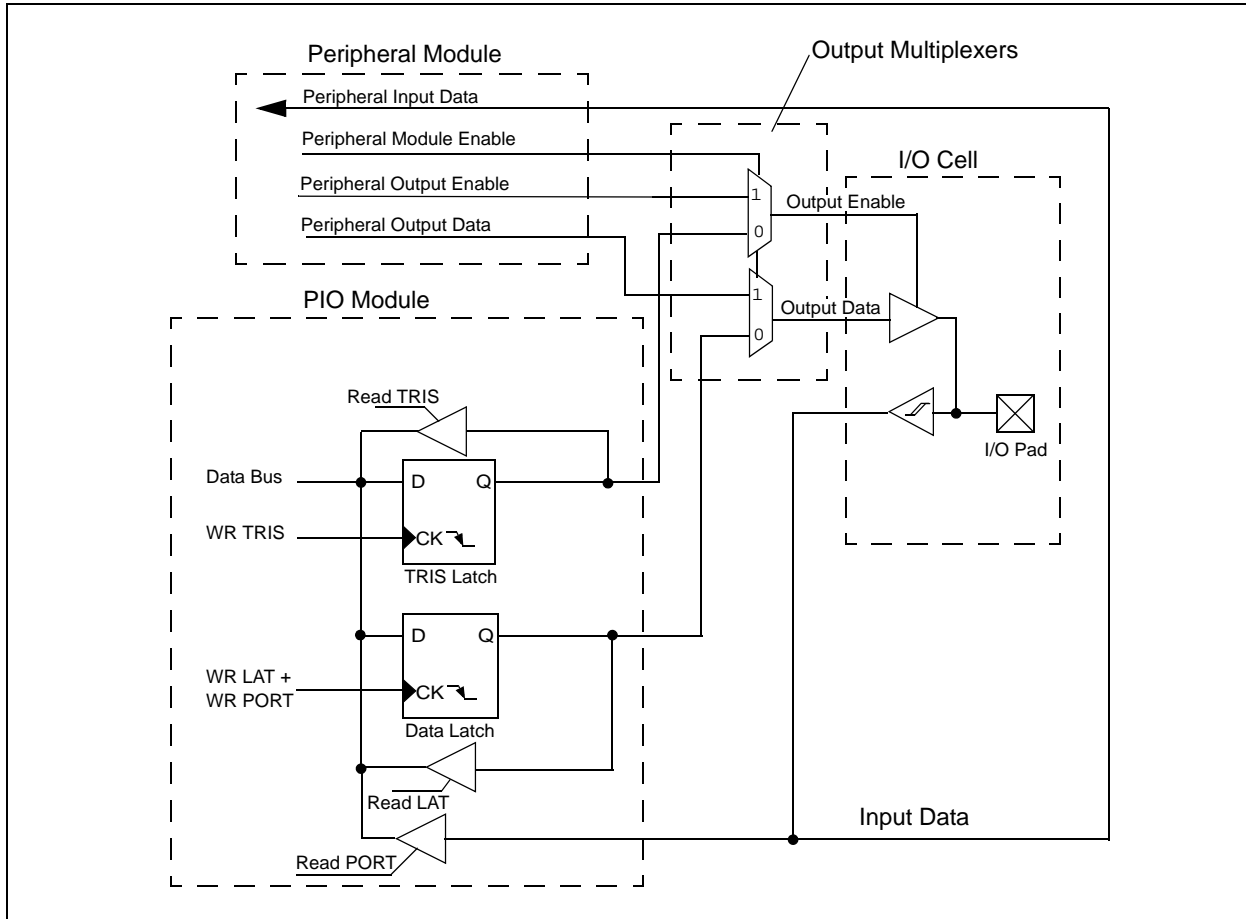 Peripheral Module
Output Multiplexers
Peripheral Input Data
Peripheral Module Enable
I/O Cell
Peripheral Output Enable
1
Output Enable
Peripheral Output Data
0
PIO Module
1
Output Data
0
Read TRIS
I/O Pad
Data Bus
D
Q
WR TRIS
CK
TRIS Latch
D
Q
WR LAT +
WR PORT
CK
Data Latch
Read LAT
Input Data
Read PORT